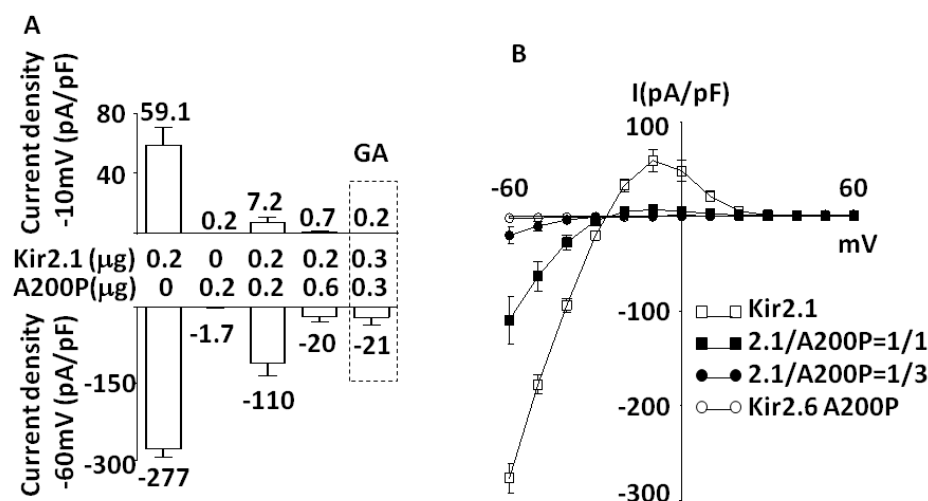 A
Current density
-10mV (pA/pF)
80
40
59.1
0.2
7.2
0.7
GA
0.2
Kir2.1 (µg) 0.2 0 0.2 0.2 0.3
A200P(µg) 0 0.2 0.2 0.6 0.3
Current density
-60mV (pA/pF)
-150
-300
-277
-1.7
-110
-20
-21
B
I(pA/pF)
100
-60
60
mV
-100
-200
-300
Kir2.1
2.1/A200P=1/1
2.1/A200P=1/3
Kir2.6 A200P